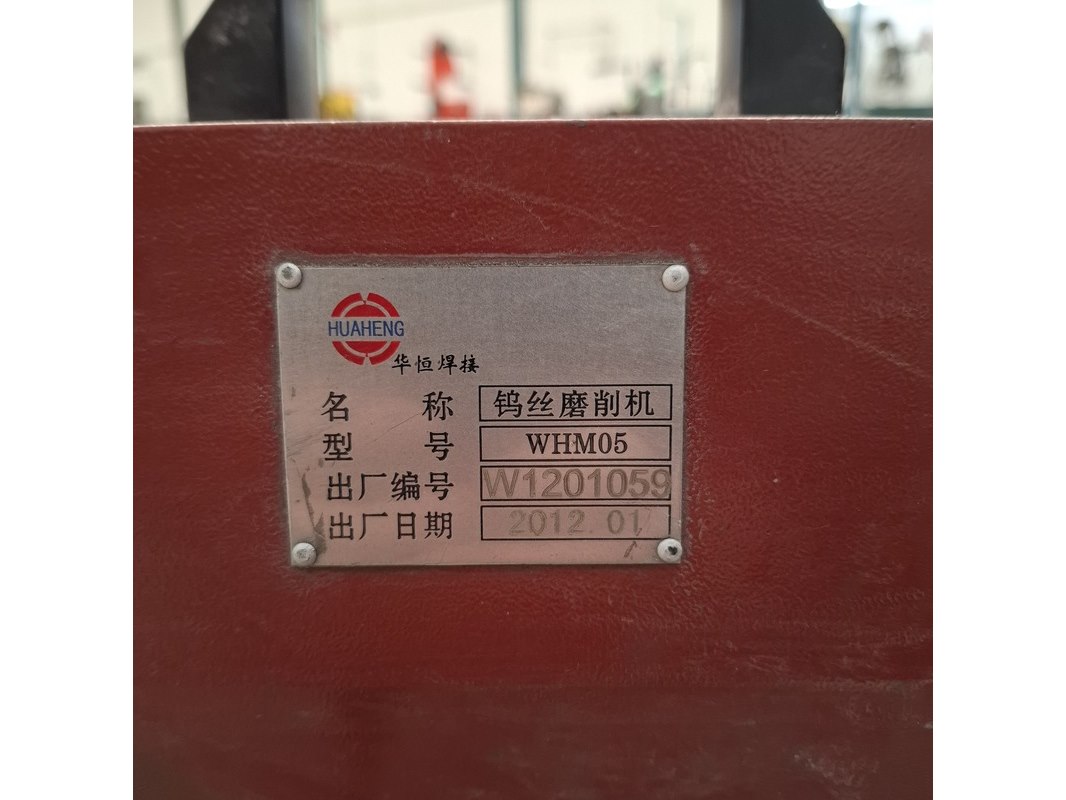 HUAHENG
华恒焊接
名称 钨丝磨削机
型号 WHM05
出厂编号 W1201059
出厂日期 2012.01